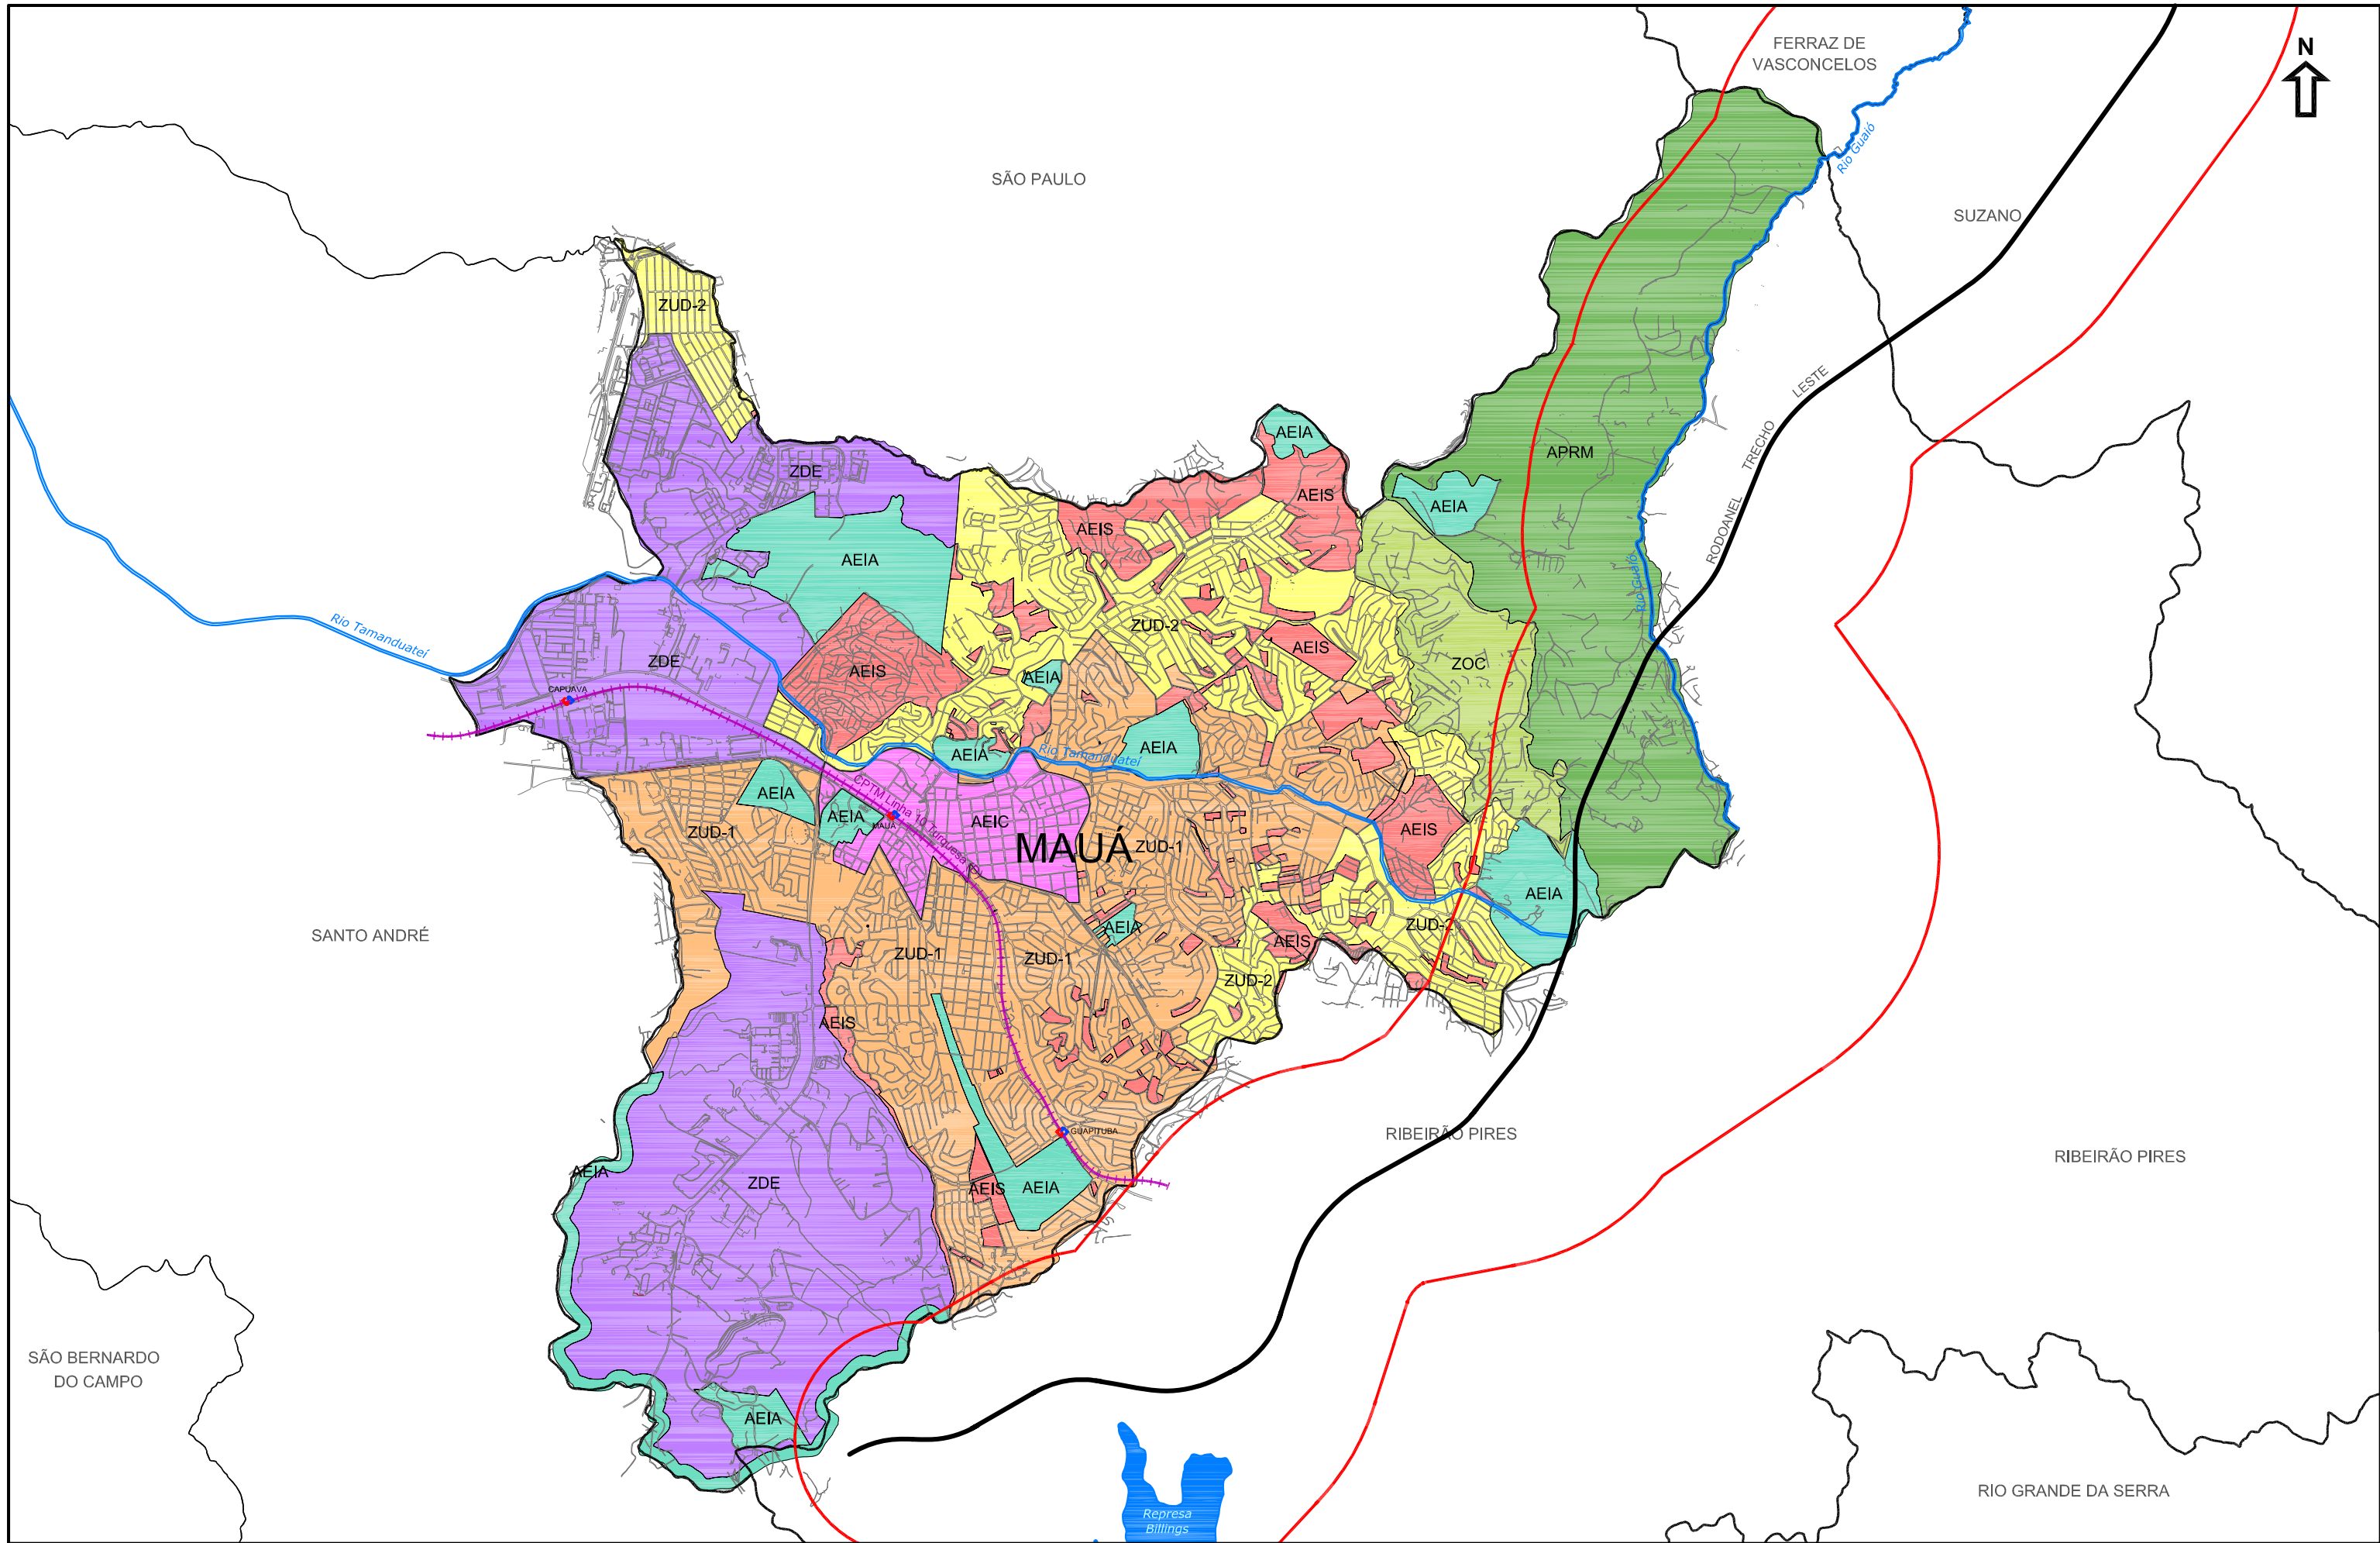 FERRAZ DE
VASCONCELOS
N
Rio Guaió
SÃO PAULO
SUZANO
ZUD-2
LESTE
TRECHO
RODOANEL
AEIA
APRM
ZDE
AEIS
AEIA
AEIS
AEIA
Rio Guaió
Rio Tamanduateí
ZUD-2
ZDE
AEIS
AEIS
ZOC
AEIA
CAPUAVA
AEIA
AEIA
Rio Tamanduateí
AEIA
CPTM Linha 10 Turquesa (D)
AEIA
MAUÁ
AEIC
ZUD-1
MAUÁ
ZUD-1
AEIS
AEIA
SANTO ANDRÉ
AEIA
ZUD-2
AEIS
ZUD-1
ZUD-1
ZUD-2
AEIS
GUAPITUBA
RIBEIRÃO PIRES
RIBEIRÃO PIRES
AEIA
ZDE
AEIS
AEIA
SÃO BERNARDO
DO CAMPO
AEIA
RIO GRANDE DA SERRA
Represa
Billings